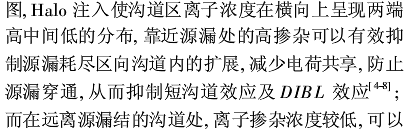 图, Halo 注入使沟道区离子浓度在横向上呈现两端
高中间低的分布, 靠近源漏处的高掺杂可以有效抑
制源漏耗尽区向沟道内的扩展, 减少电荷共享, 防止
源漏穿通, 从而抑制短沟道效应及 DIBL 效应[4-8];
而在远离源漏结的沟道处, 离子掺杂浓度较低, 可以